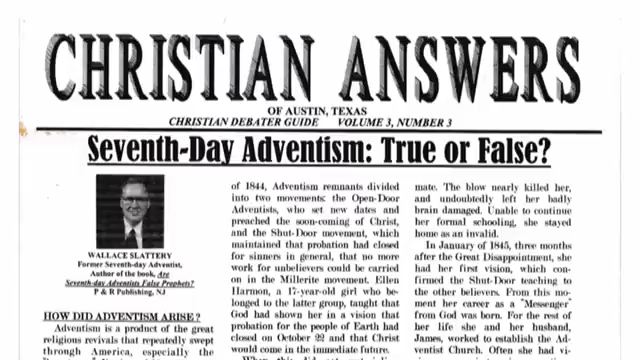 CHRISTIAN ANSWERS
OF AUSTIN, TEXAS
CHRISTIAN DEBATER GUIDE VOLUME 3, NUMBER 3
Seventh-Day Adventism: True or False?
WALLACE SLATTERY
Former Seventh-day Adventist,
Author of the book, Are
Seventh-day Adventists False Prophets?
P & R Publishing, NJ
HOW DID ADVENTISM ARISE?
Adventism is a product of the great
religious revivals that repeatedly swept
through America, especially the
of 1844, Adventism remnants divided
into two movements: the Open-Door
Adventists, who set new dates and
preached the soon-coming of Christ,
and the Shut-Door movement, which
maintained that probation had closed
for sinners in general, that no more
work for unbelievers could be carried
on in the Millerite movement. Ellen
Harmon, a 17-year-old girl who be-
longed to the latter group, taught that
God had shown her in a vision that
probation for the people of Earth had
closed on October 22 and that Christ
would come in the immediate future.
mate. The blow nearly killed her,
and undoubtedly left her badly
brain damaged. Unable to continue
her formal schooling, she stayed
home as an invalid.
In January of 1845, three months
after the Great Disappointment, she
had her first vision, which con-
firmed the Shut-Door teaching to
the other believers. From this mo-
ment her career as a "Messenger"
from God was born. For the rest of
her life she and her husband,
James, worked to establish the Ad-
ventist Church. Often she had vi-